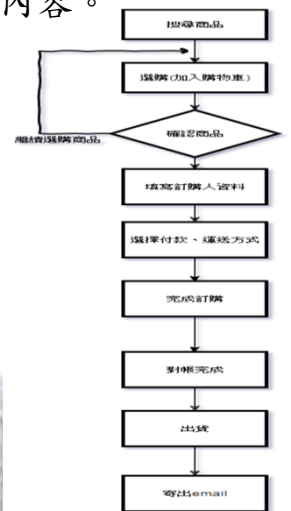 內容。
搜尋商品
選購(加入購物車)
確認商品
繼續選購商品
填寫訂購人資料
選擇付款、運送方式
完成訂購
對帳完成
出貨
寄出email